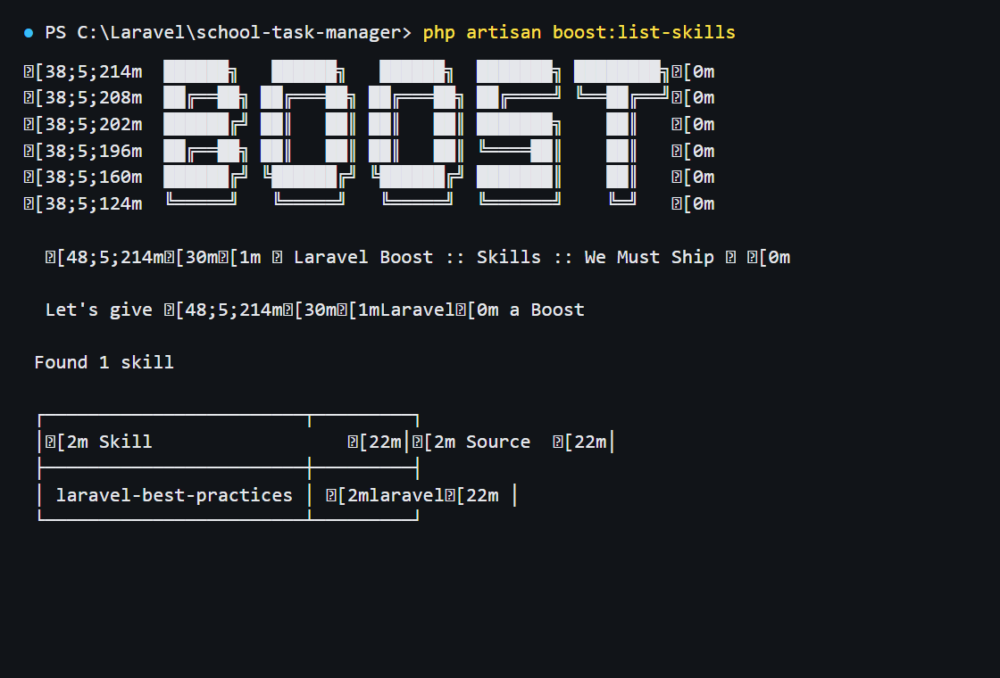 PS C:\Laravel\school-task-manager> php artisan boost:list-skills
�[38;5;214m  ██████╗   ██████╗   ██████╗  ███████╗ ████████╗�[0m
�[38;5;208m  ██╔══██╗ ██╔═══██╗ ██╔═══██╗ ██╔════╝ ╚══██╔══╝�[0m
�[38;5;202m  ██████╔╝ ██║   ██║ ██║   ██║ ███████╗    ██║   �[0m
�[38;5;196m  ██╔══██╗ ██║   ██║ ██║   ██║ ╚════██║    ██║   �[0m
�[38;5;160m  ██████╔╝ ╚██████╔╝ ╚██████╔╝ ███████║    ██║   �[0m
�[38;5;124m  ╚═════╝   ╚═════╝   ╚═════╝  ╚══════╝    ╚═╝   �[0m
�[48;5;214m�[30m�[1m � Laravel Boost :: Skills :: We Must Ship � �[0m
Let's give �[48;5;214m�[30m�[1mLaravel�[0m a Boost
Found 1 skill
┌────────────────────────┬─────────┐
│�[2m Skill                  �[22m│�[2m Source  �[22m│
├────────────────────────┼─────────┤
│ laravel-best-practices │ �[2mlaravel�[22m │
└────────────────────────┴─────────┘